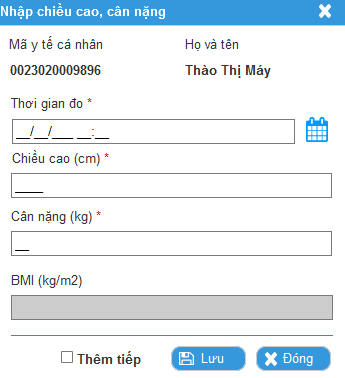 Nhập chiều cao, cân nặng
Mã y tế cá nhân Họ và tên
0023020009896 Thào Thị Máy
Thời gian đo *
__/__/___ __:__
Chiều cao (cm) *
____
Cân nặng (kg) *
__
BMI (kg/m2)
Thêm tiếp Lưu Đóng